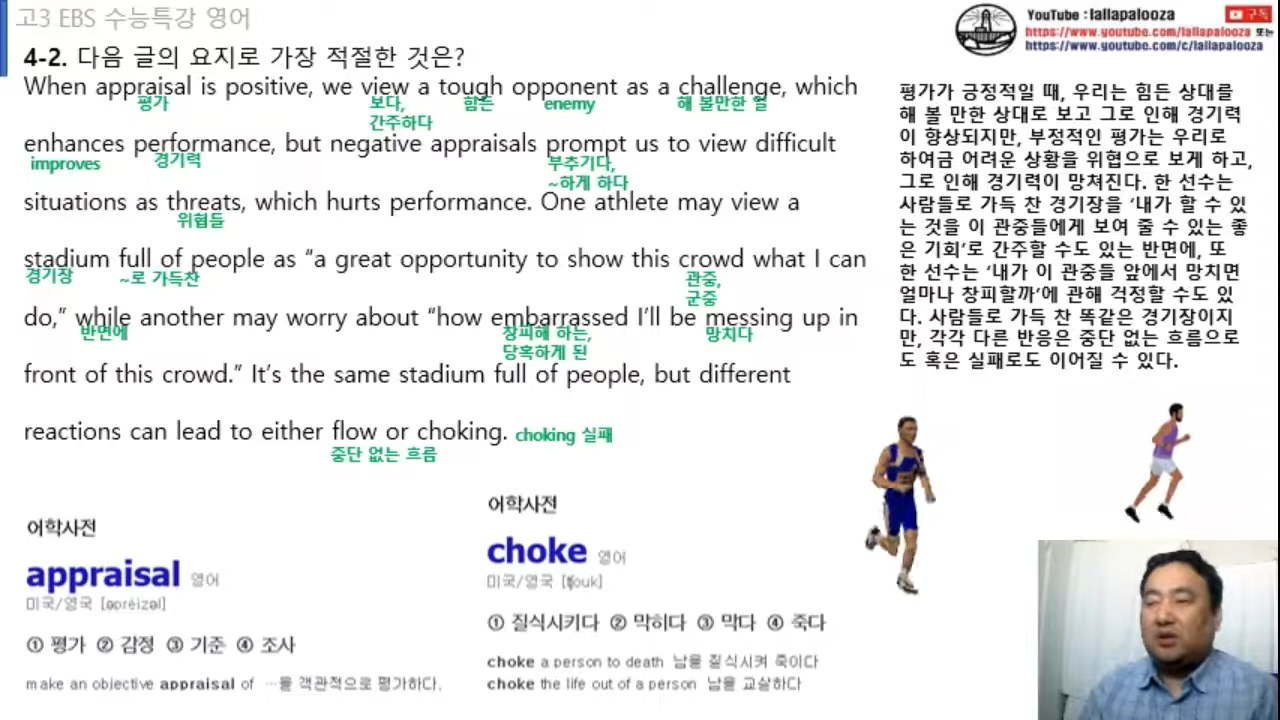 고3 EBS 수능특강 영어
YouTube : lallapalooza
구독
https://www.youtube.com/lallapalooza 또는
https://www.youtube.com/c/lallapalooza
4-2. 다음 글의 요지로 가장 적절한 것은?
When appraisal is positive, we view a tough opponent as a challenge, which
평가 보다, 힘든 enemy 해 볼만한 일
간주하다
enhances performance, but negative appraisals prompt us to view difficult
improves 경기력 부추기다,
~하게 하다
situations as threats, which hurts performance. One athlete may view a
위협들
stadium full of people as “a great opportunity to show this crowd what I can
경기장 ~로 가득찬 관중,
군중
do,” while another may worry about “how embarrassed I’ll be messing up in
반면에 창피해 하는, 망치다
당혹하게 된
front of this crowd.” It’s the same stadium full of people, but different
reactions can lead to either flow or choking. choking 실패
중단 없는 흐름
평가가 긍정적일 때, 우리는 힘든 상대를
해 볼 만한 상대로 보고 그로 인해 경기력
이 향상되지만, 부정적인 평가는 우리로
하여금 어려운 상황을 위협으로 보게 하고,
그로 인해 경기력이 망쳐진다. 한 선수는
사람들로 가득 찬 경기장을 ‘내가 할 수 있
는 것을 이 관중들에게 보여 줄 수 있는 좋
은 기회’로 간주할 수도 있는 반면에, 또
한 선수는 ‘내가 이 관중들 앞에서 망치면
얼마나 창피할까’에 관해 걱정할 수도 있
다. 사람들로 가득 찬 똑같은 경기장이지
만, 각각 다른 반응은 중단 없는 흐름으로
도 혹은 실패로도 이어질 수 있다.
어학사전
appraisal 영어
미국/영국 [əpréizəl]
① 평가 ② 감정 ③ 기준 ④ 조사
make an objective appraisal of …을 객관적으로 평가하다.
어학사전
choke 영어
미국/영국 [tʃouk]
① 질식시키다 ② 막히다 ③ 막다 ④ 죽다
choke a person to death 남을 질식시켜 죽이다
choke the life out of a person 남을 교살하다